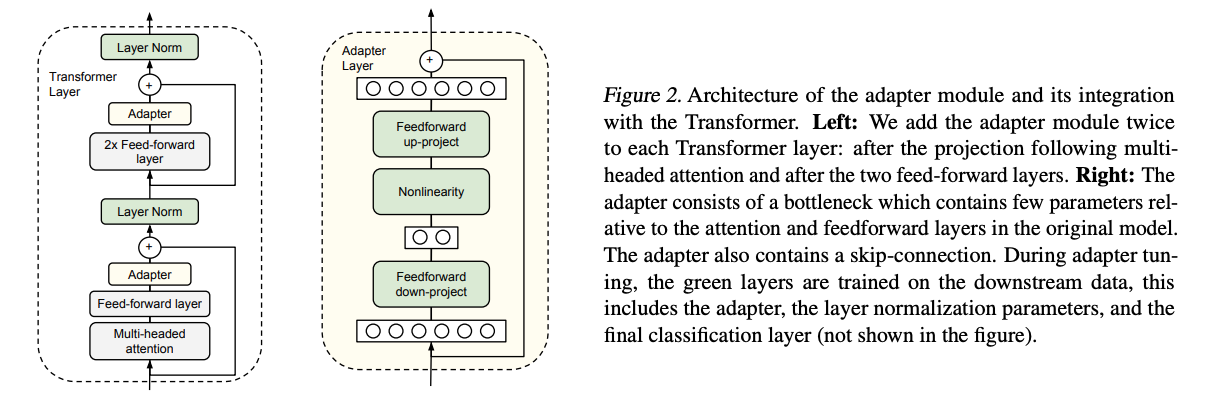 Layer Norm
Transformer
Layer
+
Adapter
2x Feed-forward
layer
Layer Norm
+
Adapter
Feed-forward layer
Multi-headed
attention
Adapter
Layer
+
Feedforward
up-project
Nonlinearity
Feedforward
down-project
Figure 2. Architecture of the adapter module and its integration
with the Transformer. Left: We add the adapter module twice
to each Transformer layer: after the projection following multi-
headed attention and after the two feed-forward layers. Right: The
adapter consists of a bottleneck which contains few parameters rel-
ative to the attention and feedforward layers in the original model.
The adapter also contains a skip-connection. During adapter tun-
ing, the green layers are trained on the downstream data, this
includes the adapter, the layer normalization parameters, and the
final classification layer (not shown in the figure).